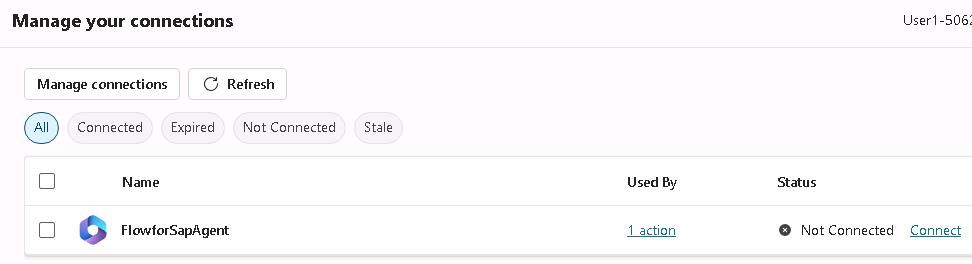 Manage your connections User1-5062
Manage connections Refresh
All Connected Expired Not Connected Stale
Name Used By Status
FlowforSapAgent 1 action Not Connected Connect